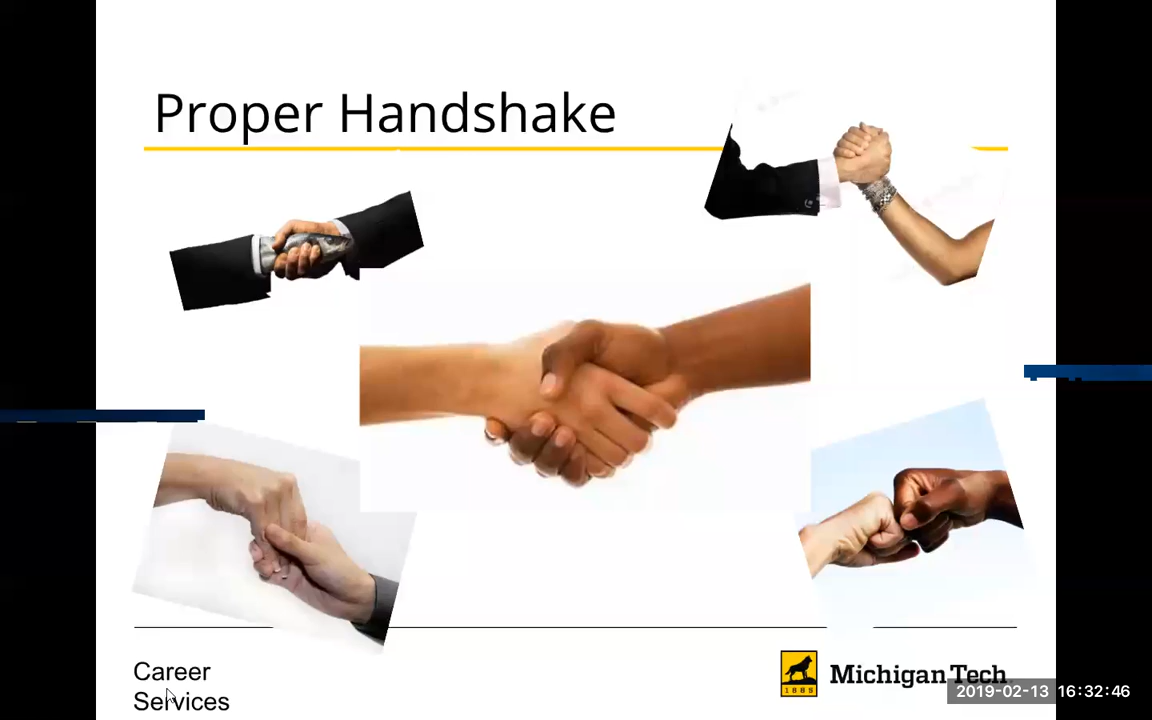 Proper Handshake
Career
Services
1885
Michigan Tech
2019-02-13 16:32:46